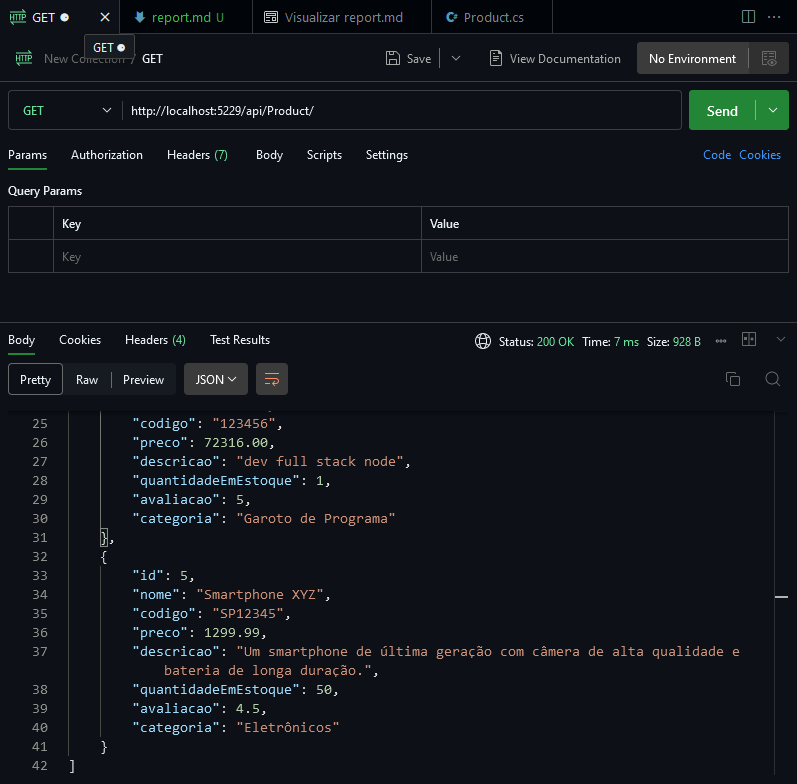 HTTP GET report.md U Visualizar report.md C# Product.cs
GET
HTTP New Collection / GET Save View Documentation No Environment
GET http://localhost:5229/api/Product/ Send
Params Authorization Headers (7) Body Scripts Settings Code Cookies
Query Params
Key Value
Key Value
Body Cookies Headers (4) Test Results Status: 200 OK Time: 7 ms Size: 928 B
Pretty Raw Preview JSON
25 "codigo": "123456",
26 "preco": 72316.00,
27 "descricao": "dev full stack node",
28 "quantidadeEmEstoque": 1,
29 "avaliacao": 5,
30 "categoria": "Garoto de Programa"
31 },
32 {
33 "id": 5,
34 "nome": "Smartphone XYZ",
35 "codigo": "SP12345",
36 "preco": 1299.99,
37 "descricao": "Um smartphone de última geração com câmera de alta qualidade e
bateria de longa duração.",
38 "quantidadeEmEstoque": 50,
39 "avaliacao": 4.5,
40 "categoria": "Eletrônicos"
41 }
42 ]